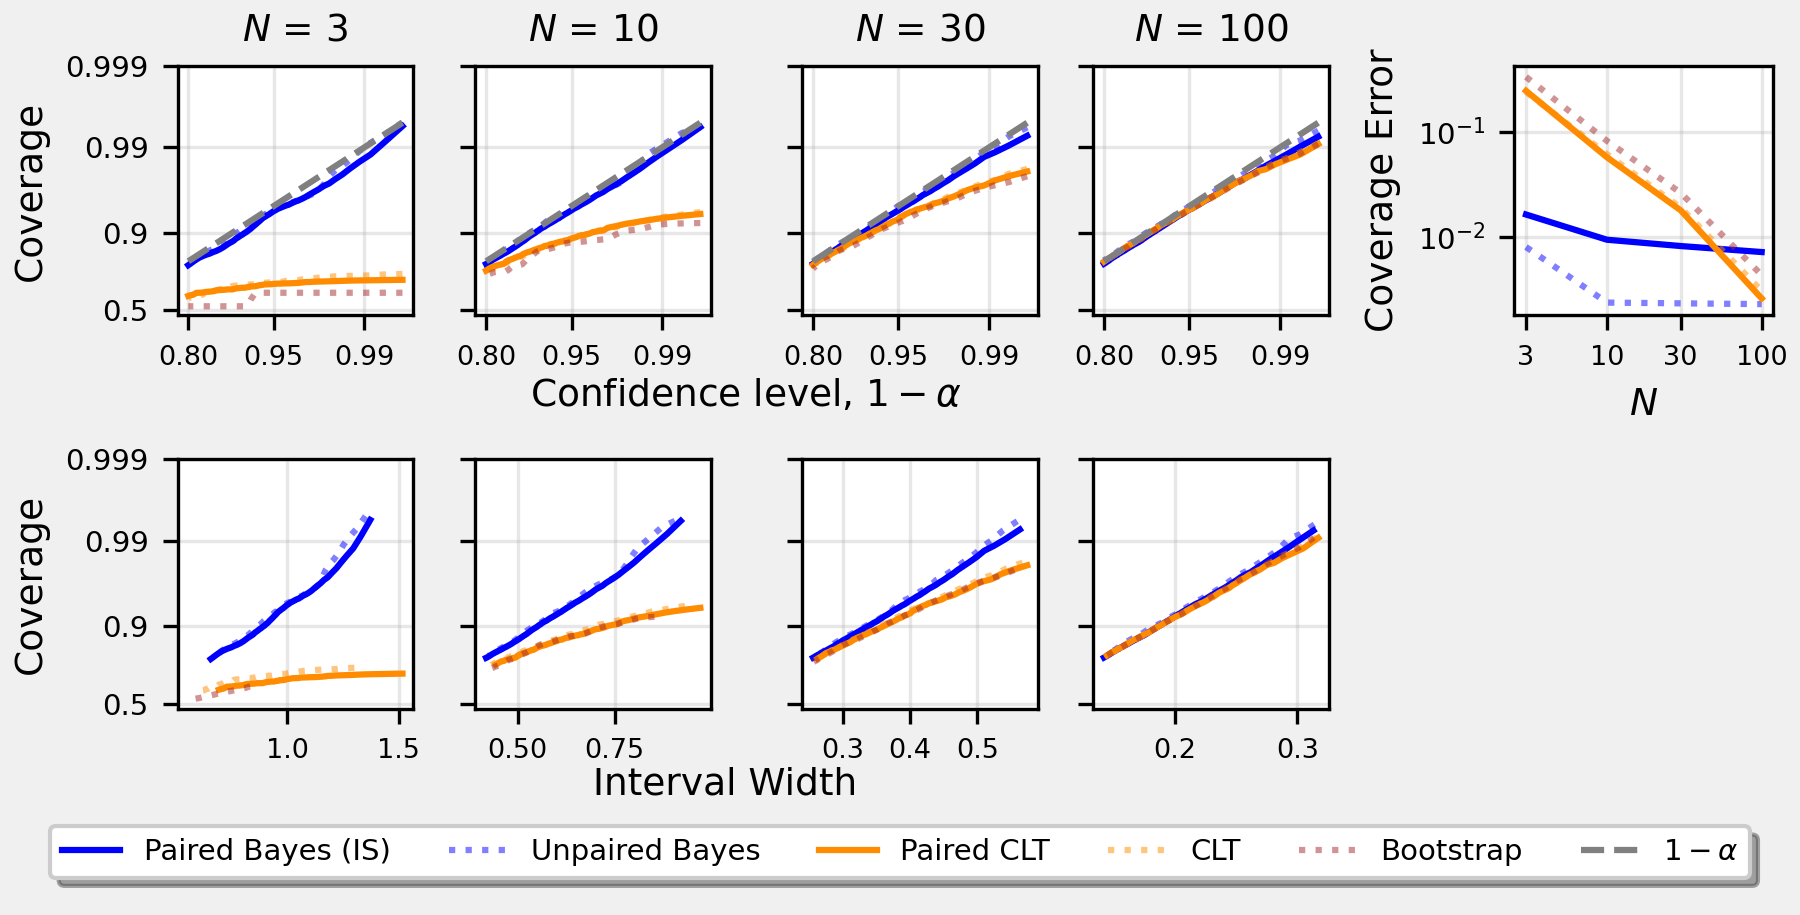 N = 3
N = 10
N = 30
N = 100
Coverage
0.999
0.99
0.9
0.5
0.80 0.95 0.99
0.80 0.95 0.99
0.80 0.95 0.99
0.80 0.95 0.99
Confidence level, 1 − α
Coverage Error
10⁻¹
10⁻²
3 10 30 100
N
Coverage
0.999
0.99
0.9
0.5
1.0 1.5
0.50 0.75
0.3 0.4 0.5
0.2 0.3
Interval Width
Paired Bayes (IS) Unpaired Bayes Paired CLT CLT Bootstrap 1 − α